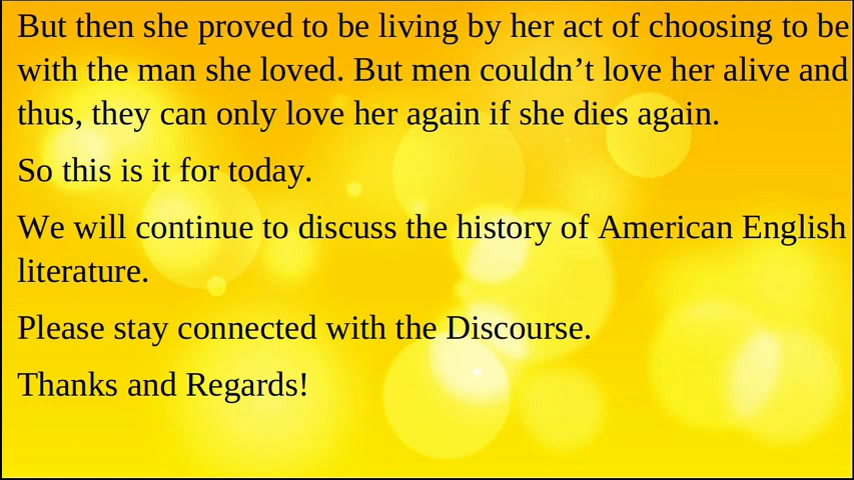 But then she proved to be living by her act of choosing to be
with the man she loved. But men couldn’t love her alive and
thus, they can only love her again if she dies again.
So this is it for today.
We will continue to discuss the history of American English
literature.
Please stay connected with the Discourse.
Thanks and Regards!